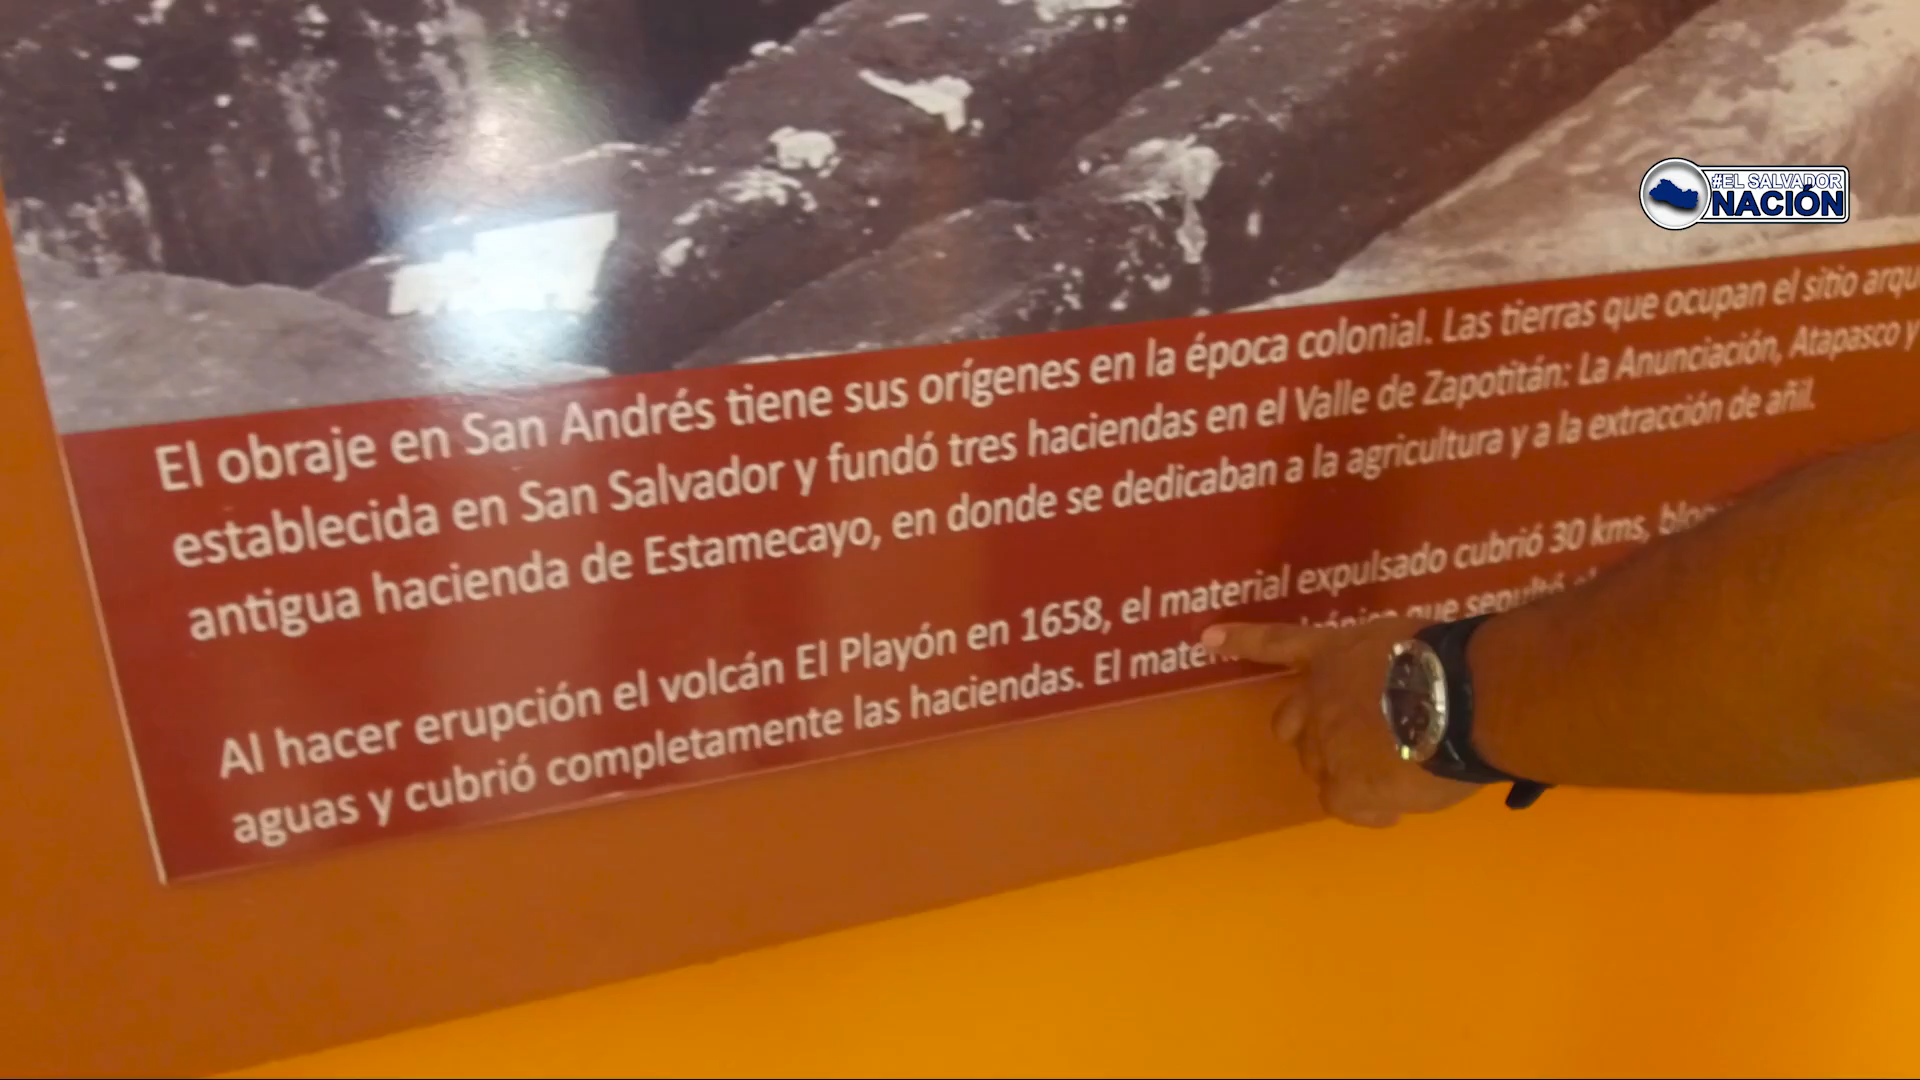 #EL SALVADOR
NACIÓN
El obraje en San Andrés tiene sus orígenes en la época colonial. Las tierras que ocupan el sitio
establecida en San Salvador y fundó tres haciendas en el Valle de Zapotitán: La Anunciación, Atapasco y
antigua hacienda de Estamecayo, en donde se dedicaban a la agricultura y a la extracción de añil.
Al hacer erupción el volcán El Playón en 1658, el material expulsado cubrió 30 kms,
aguas y cubrió completamente las haciendas. El que sepultó